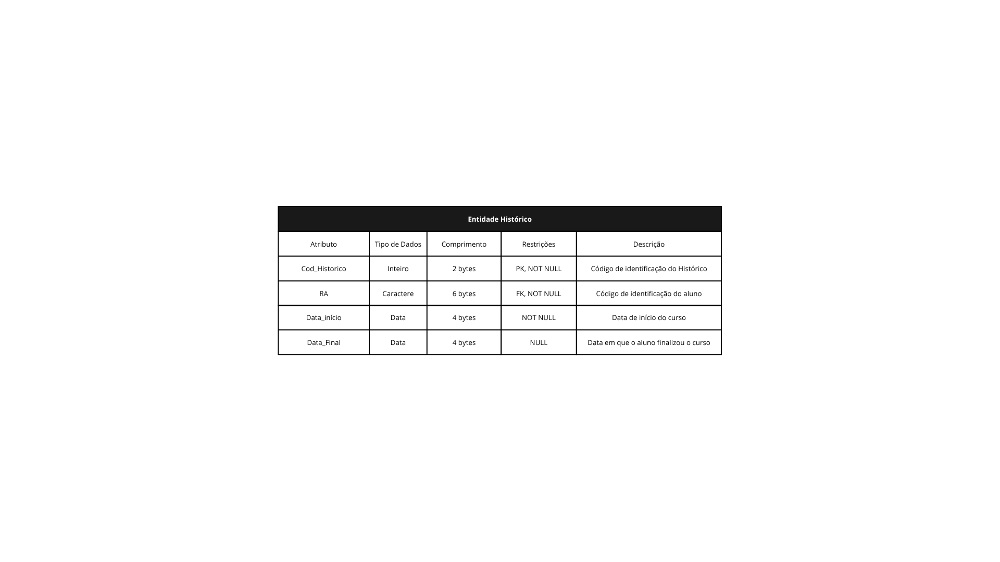 Entidade Histórico
Atributo Tipo de Dados Comprimento Restrições Descrição
Cod_Historico Inteiro 2 bytes PK, NOT NULL Código de identificação do Histórico
RA Caractere 6 bytes FK, NOT NULL Código de identificação do aluno
Data_início Data 4 bytes NOT NULL Data de início do curso
Data_Final Data 4 bytes NULL Data em que o aluno finalizou o curso